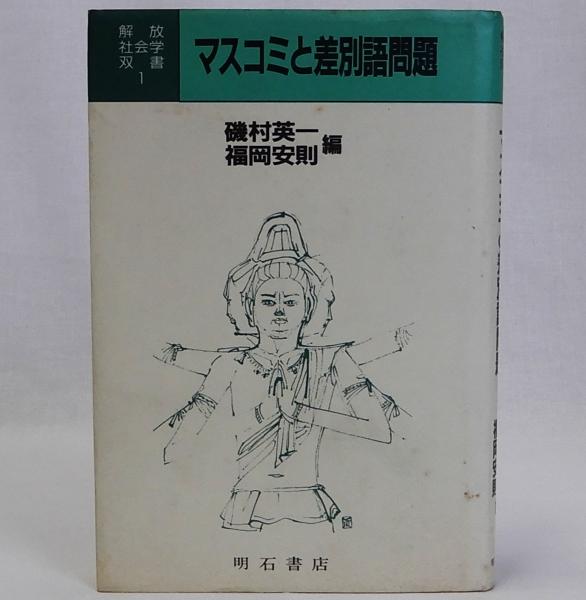 解放社会学双書1
マスコミと差別語問題
磯村英一
福岡安則
編
明石書店